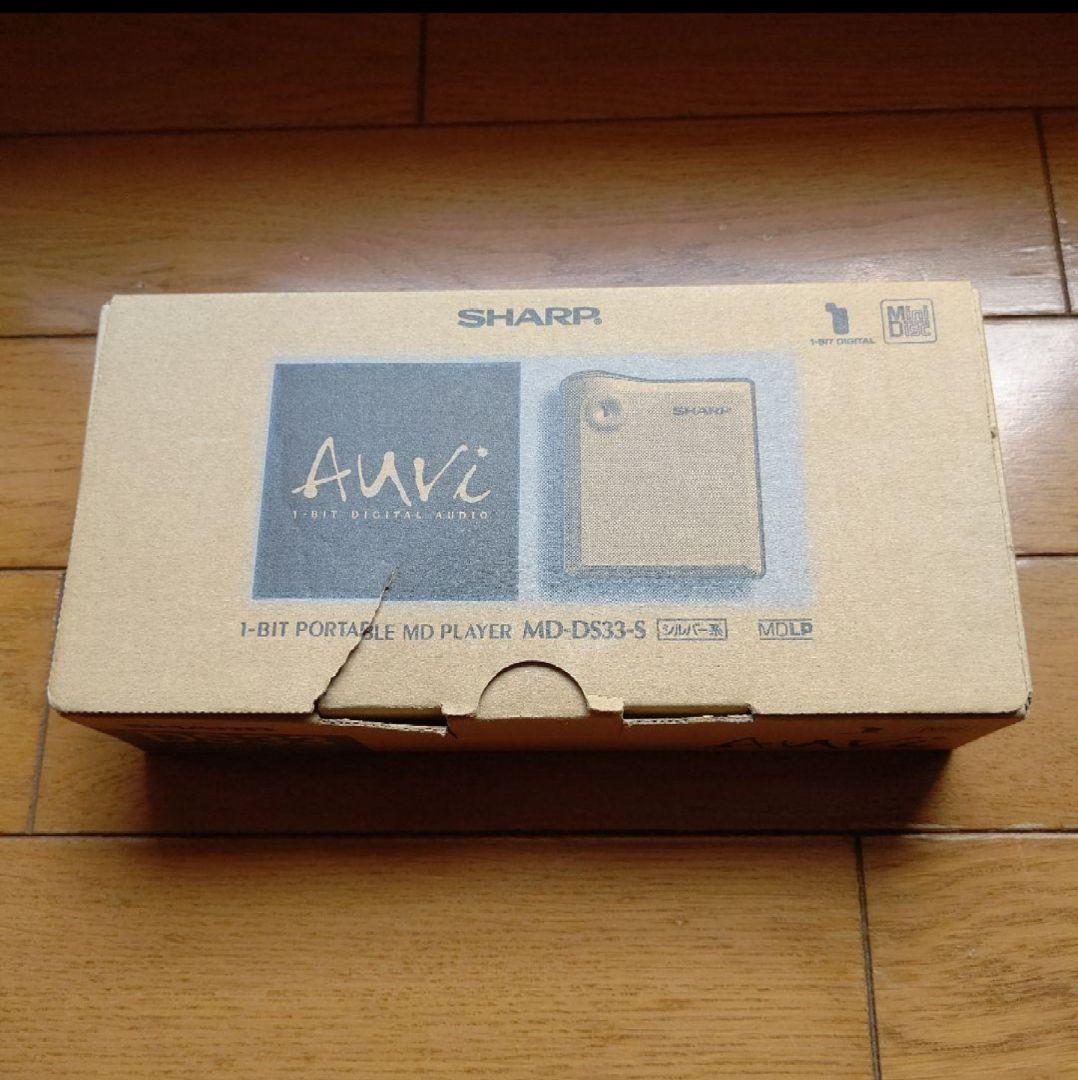 SHARP®
1-BIT DIGITAL
Mini
Disc
SHARP
Auvi
1-BIT DIGITAL AUDIO
1-BIT PORTABLE MD PLAYER MD-DS33-S シルバー系 MDLP
Auvi